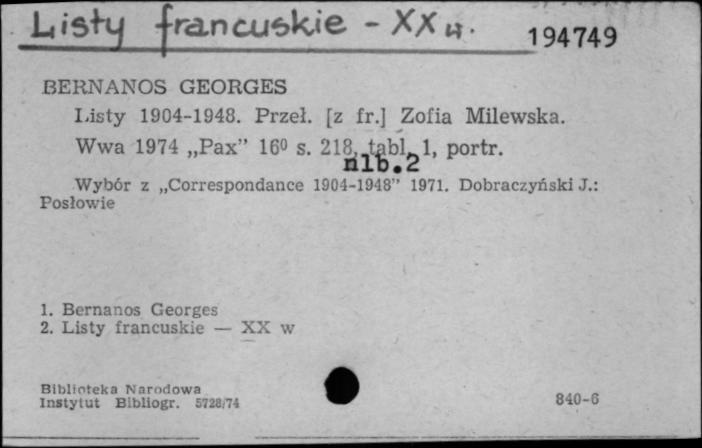 Listy francuskie - XX w.
194749
BERNANOS GEORGES
Listy 1904-1948. Przeł. [z fr.] Zofia Milewska.
Wwa 1974 „Pax” 16⁰ s. 218, tabl. 1, portr.
nlb.2
Wybór z „Correspondance 1904-1948” 1971. Dobraczyński J.:
Posłowie
1. Bernanos Georges
2. Listy francuskie — XX w
Biblioteka Narodowa
Instytut Bibliogr. 5728/74
840-6